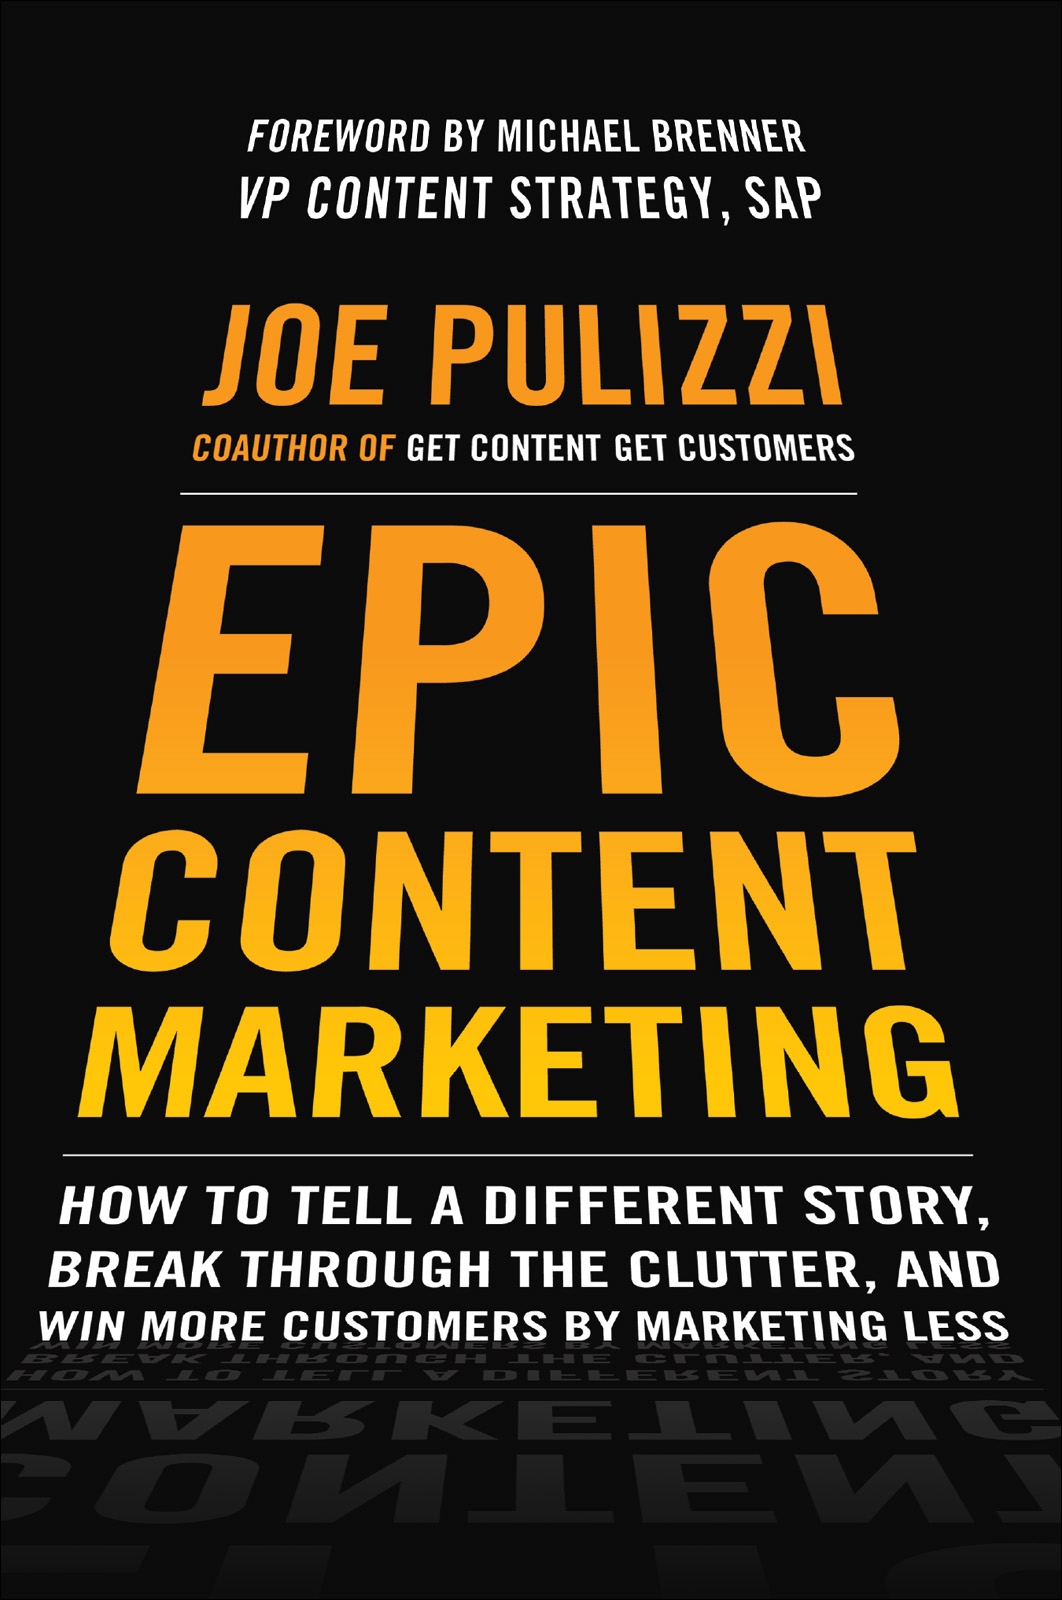 FOREWORD BY MICHAEL BRENNER
VP CONTENT STRATEGY, SAP
JOE PULIZZI
COAUTHOR OF GET CONTENT GET CUSTOMERS
EPIC
CONTENT
MARKETING
HOW TO TELL A DIFFERENT STORY,
BREAK THROUGH THE CLUTTER, AND
WIN MORE CUSTOMERS BY MARKETING LESS